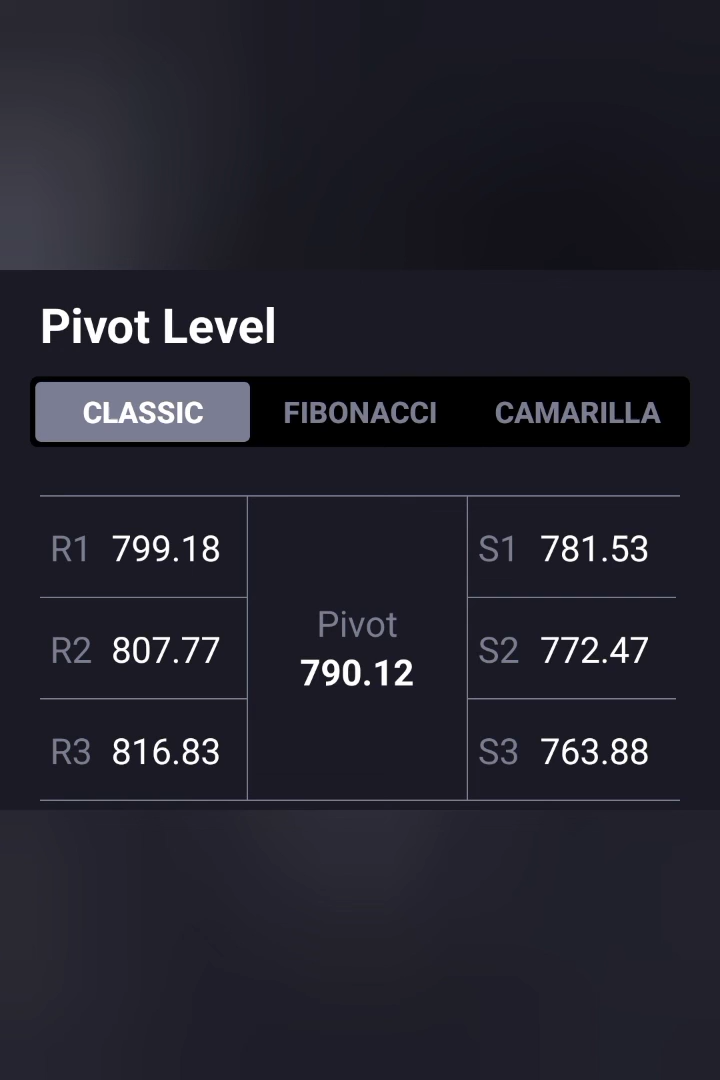 Pivot Level
CLASSIC FIBONACCI CAMARILLA
R1 799.18 S1 781.53
Pivot
R2 807.77 790.12 S2 772.47
R3 816.83 S3 763.88